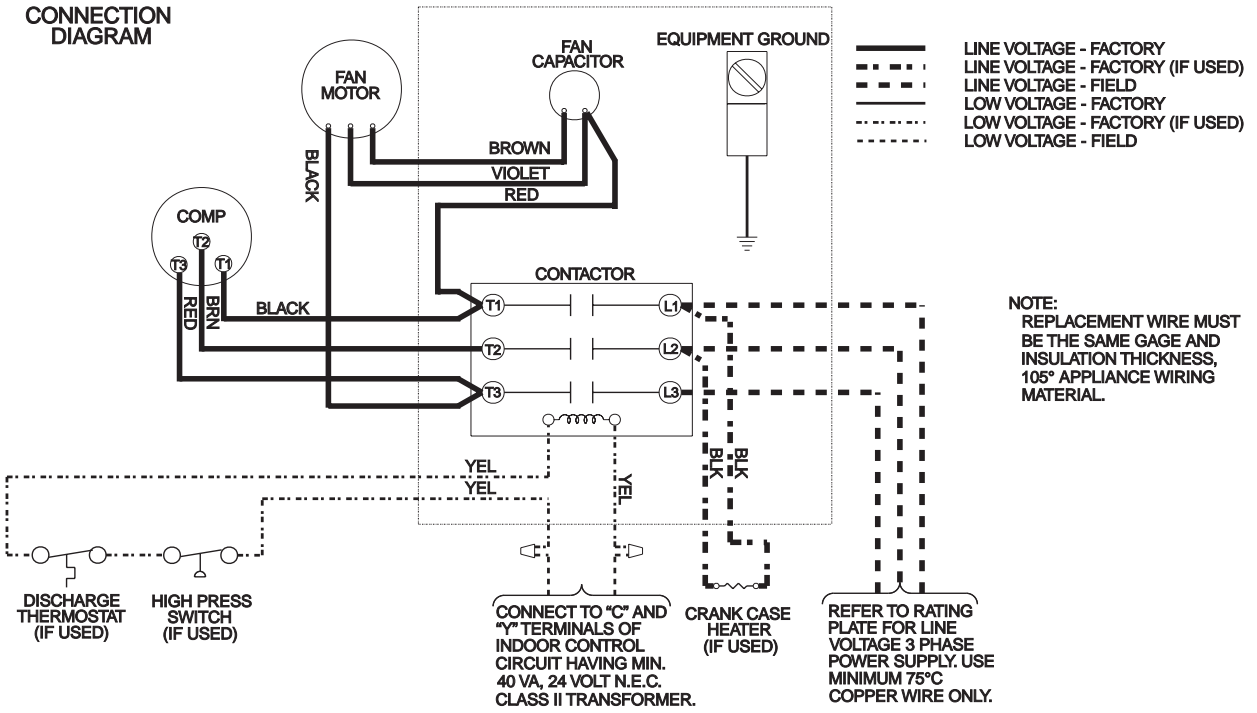 CONNECTION
DIAGRAM
FAN
MOTOR
FAN
CAPACITOR
EQUIPMENT GROUND
LINE VOLTAGE - FACTORY
LINE VOLTAGE - FACTORY (IF USED)
LINE VOLTAGE - FIELD
LOW VOLTAGE - FACTORY
LOW VOLTAGE - FACTORY (IF USED)
LOW VOLTAGE - FIELD
BROWN
VIOLET
RED
BLACK
COMP
T2
T3
T1
RED
BRN
BLACK
CONTACTOR
T1
L1
T2
L2
T3
L3
NOTE:
REPLACEMENT WIRE MUST
BE THE SAME GAGE AND
INSULATION THICKNESS,
105° APPLIANCE WIRING
MATERIAL.
YEL
YEL
YEL
BLK
BLK
DISCHARGE
THERMOSTAT
(IF USED)
HIGH PRESS
SWITCH
(IF USED)
CONNECT TO “C” AND
“Y” TERMINALS OF
INDOOR CONTROL
CIRCUIT HAVING MIN.
40 VA, 24 VOLT N.E.C.
CLASS II TRANSFORMER.
CRANK CASE
HEATER
(IF USED)
REFER TO RATING
PLATE FOR LINE
VOLTAGE 3 PHASE
POWER SUPPLY. USE
MINIMUM 75°C
COPPER WIRE ONLY.